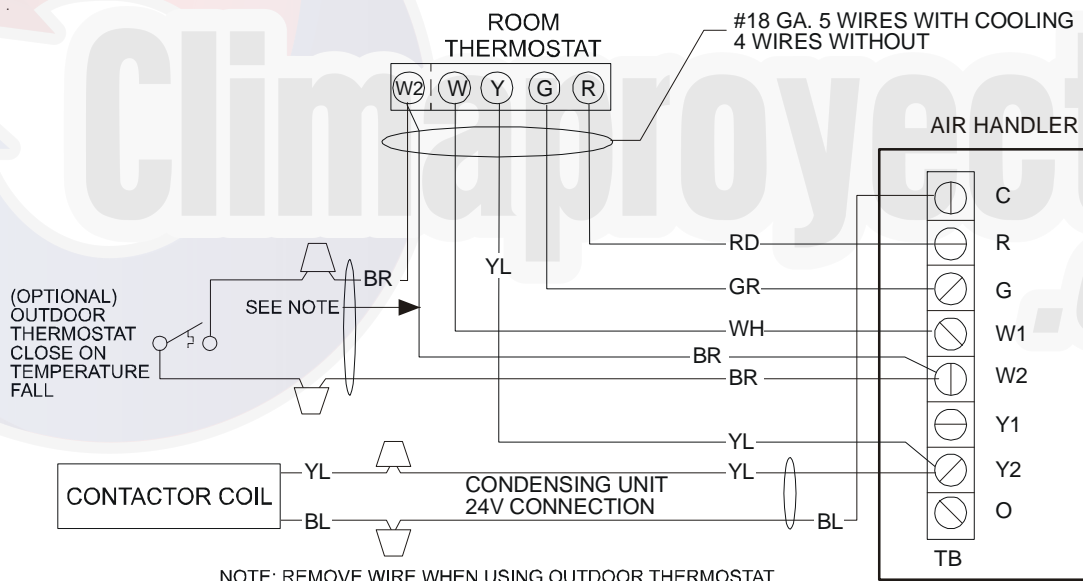 ROOM
THERMOSTAT
#18 GA. 5 WIRES WITH COOLING
4 WIRES WITHOUT
W2 W Y G R
AIR HANDLER
C
RD
R
YL
BR
GR
G
SEE NOTE
(OPTIONAL)
OUTDOOR
THERMOSTAT
CLOSE ON
TEMPERATURE
FALL
WH
W1
BR
BR
W2
Y1
YL
YL
YL
Y2
CONTACTOR COIL
CONDENSING UNIT
24V CONNECTION
BL
BL
O
TB
NOTE: REMOVE WIRE WHEN USING OUTDOOR THERMOSTAT
Climaproyect
.c